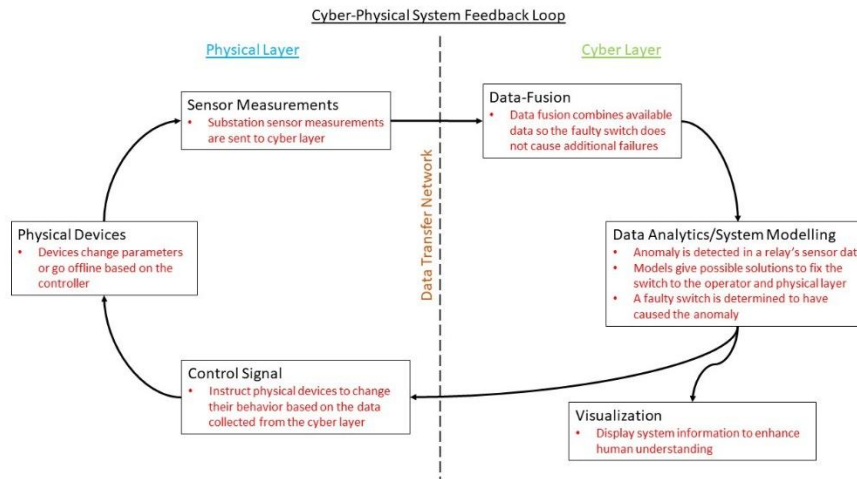 Cyber-Physical System Feedback Loop
Physical Layer
Cyber Layer
Sensor Measurements
• Substation sensor measurements
are sent to cyber layer
Data-Fusion
• Data fusion combines available
data so the faulty switch does
not cause additional failures
Data Transfer Network
Physical Devices
• Devices change parameters
or go offline based on the
controller
Data Analytics/System Modelling
• Anomaly is detected in a relay's sensor dat
• Models give possible solutions to fix the
switch to the operator and physical layer
• A faulty switch is determined to have
caused the anomaly
Control Signal
• Instruct physical devices to change
their behavior based on the data
collected from the cyber layer
Visualization
• Display system information to enhance
human understanding